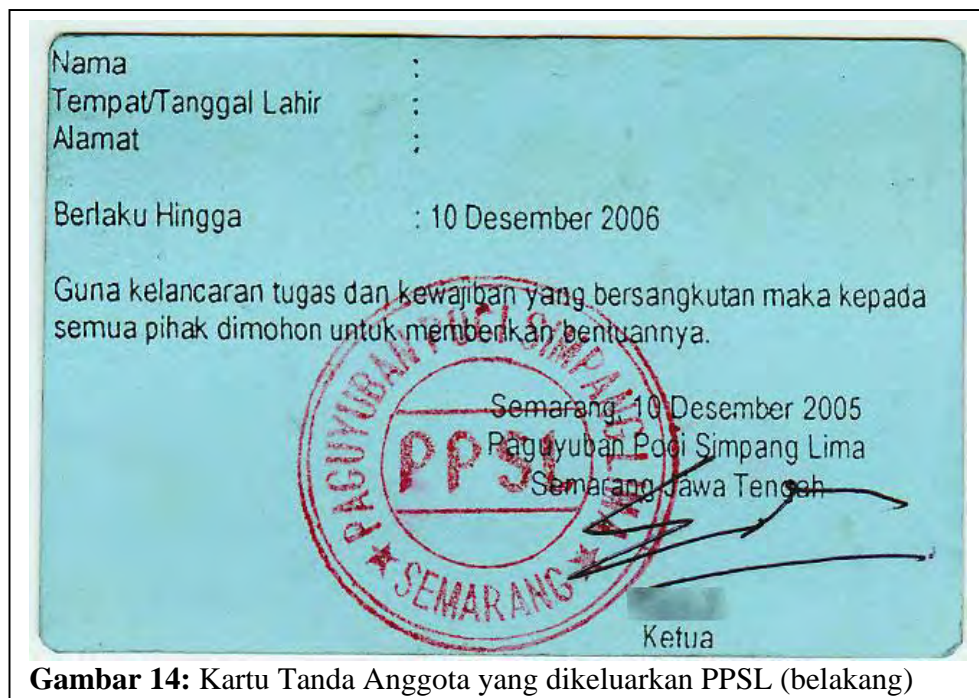 Nama :
Tempat/Tanggal Lahir :
Alamat :
Berlaku Hingga : 10 Desember 2006
Guna kelancaran tugas dan kewajiban yang bersangkutan maka kepada
semua pihak dimohon untuk memberikan bentuannya.
Semarang, 10 Desember 2005
Paguyuban Poci Simpang Lima
Semarang Jawa Tengah
Ketua
PAGUYUBAN POCI SIMPANG LIMA
PPSL
SEMARANG
Gambar 14: Kartu Tanda Anggota yang dikeluarkan PPSL (belakang)